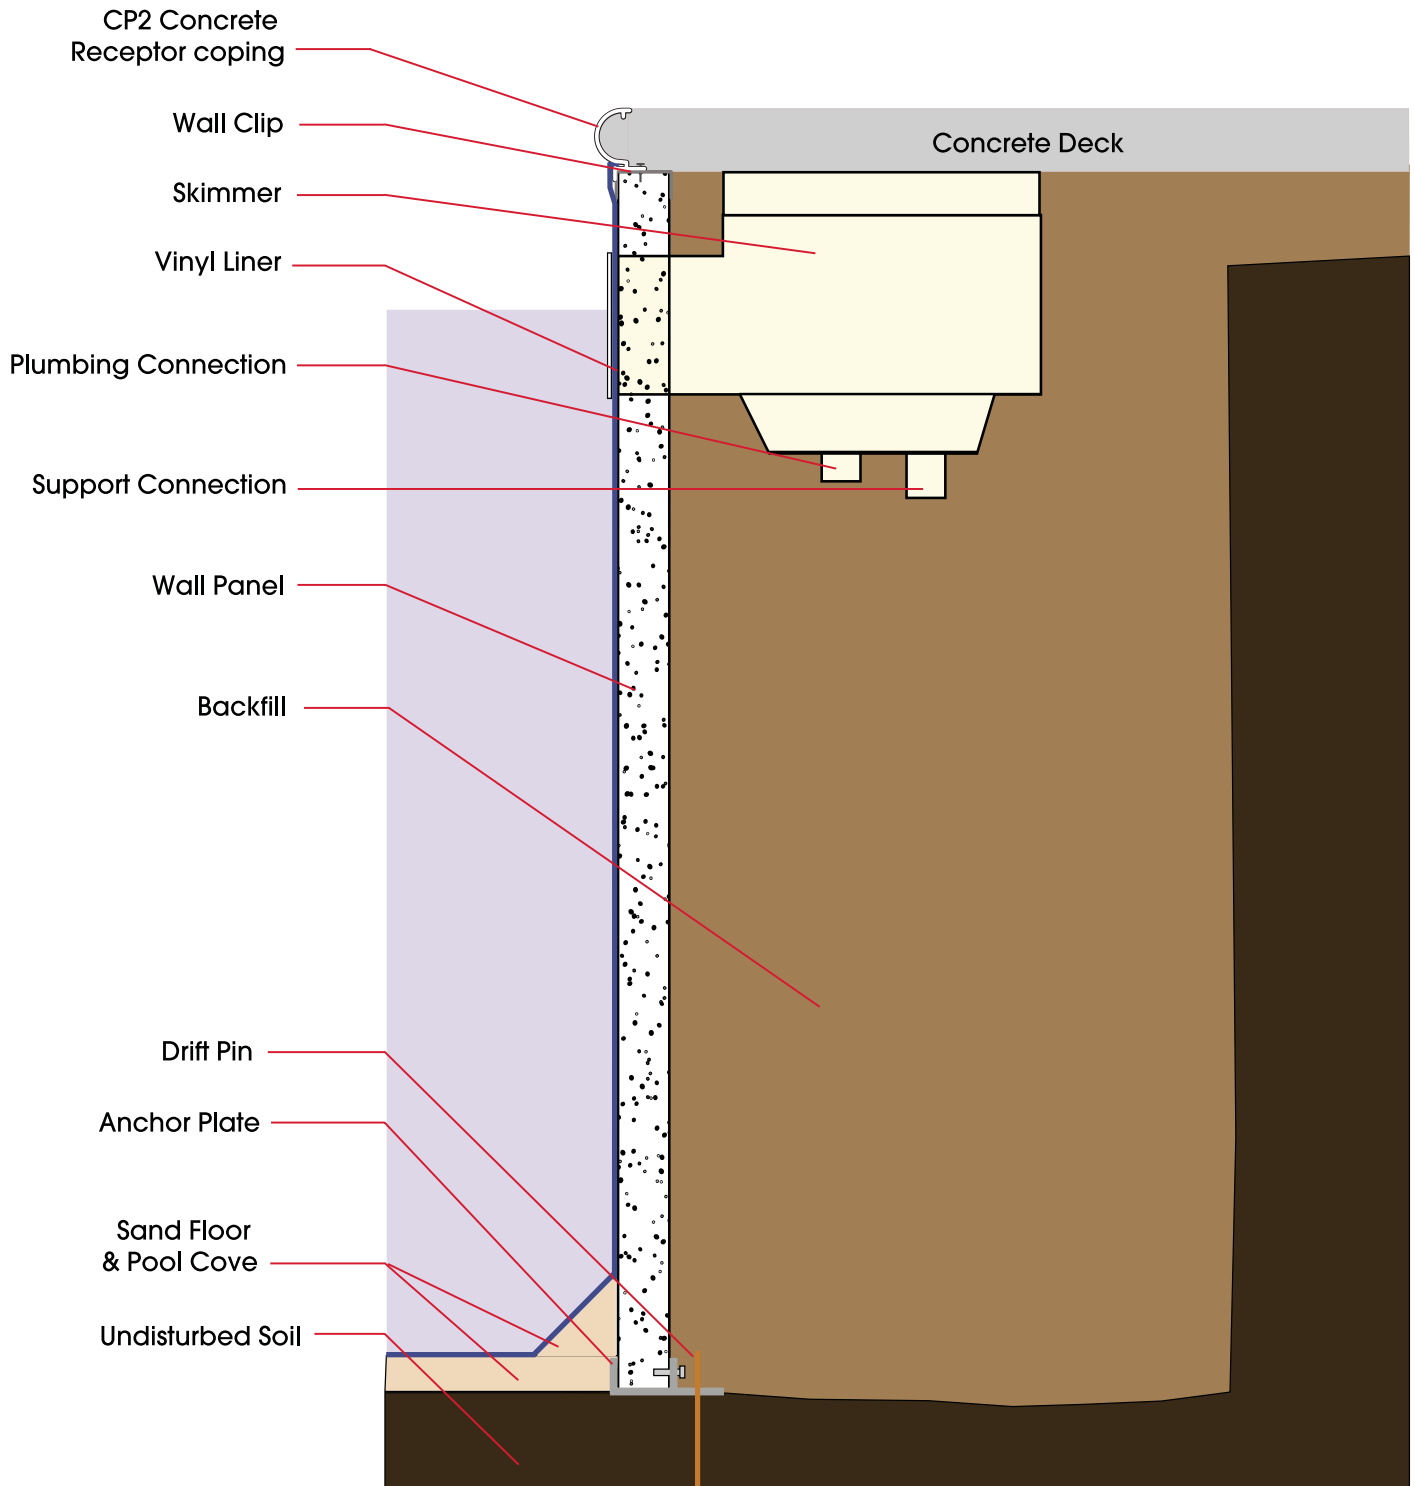 CP2 Concrete
Receptor coping
Wall Clip
Concrete Deck
Skimmer
Vinyl Liner
Plumbing Connection
Support Connection
Wall Panel
Backfill
Drift Pin
Anchor Plate
Sand Floor
& Pool Cove
Undisturbed Soil